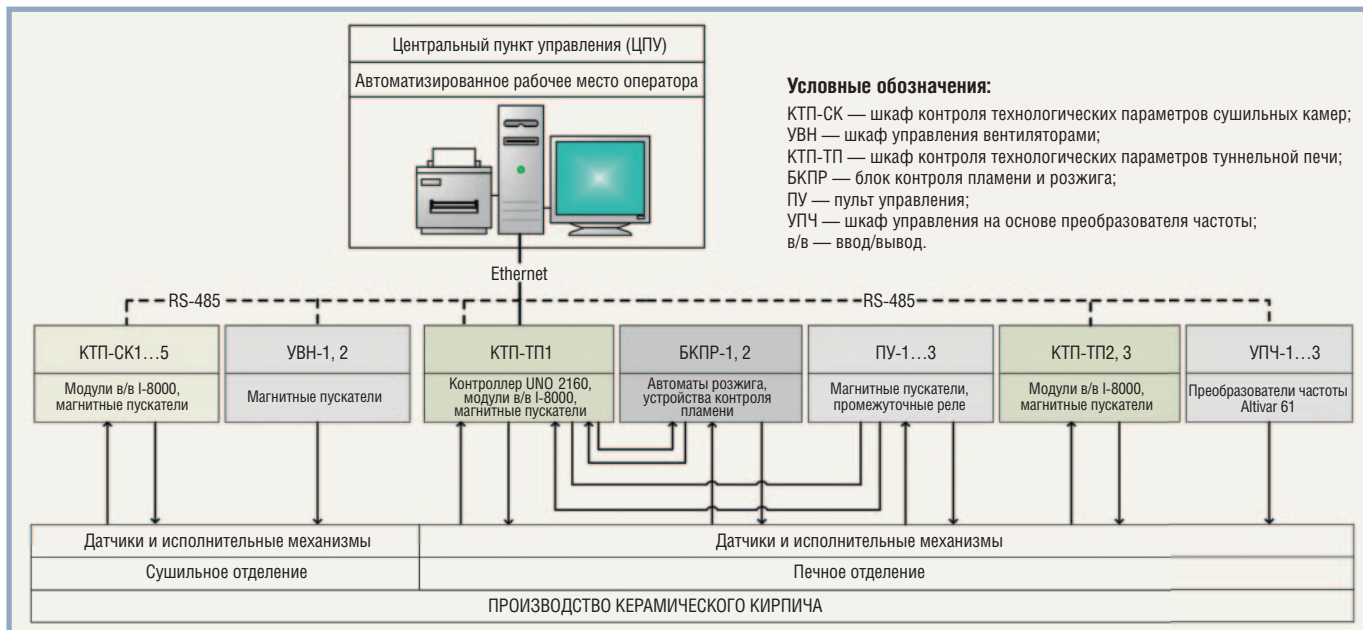 Центральный пункт управления (ЦПУ)
Автоматизированное рабочее место оператора
Условные обозначения:
КТП-СК — шкаф контроля технологических параметров сушильных камер;
УВН — шкаф управления вентиляторами;
КТП-ТП — шкаф контроля технологических параметров туннельной печи;
БКПР — блок контроля пламени и розжига;
ПУ — пульт управления;
УПЧ — шкаф управления на основе преобразователя частоты;
в/в — ввод/вывод.
Ethernet
RS-485
RS-485
КТП-СК1...5
Модули в/в I-8000,
магнитные пускатели
УВН-1, 2
Магнитные пускатели
КТП-ТП1
Контроллер UNO 2160,
модули в/в I-8000,
магнитные пускатели
БКПР-1, 2
Автоматы розжига,
устройства контроля
пламени
ПУ-1...3
Магнитные пускатели,
промежуточные реле
КТП-ТП2, 3
Модули в/в I-8000,
магнитные пускатели
УПЧ-1...3
Преобразователи частоты
Altivar 61
Датчики и исполнительные механизмы
Датчики и исполнительные механизмы
Сушильное отделение
Печное отделение
ПРОИЗВОДСТВО КЕРАМИЧЕСКОГО КИРПИЧА